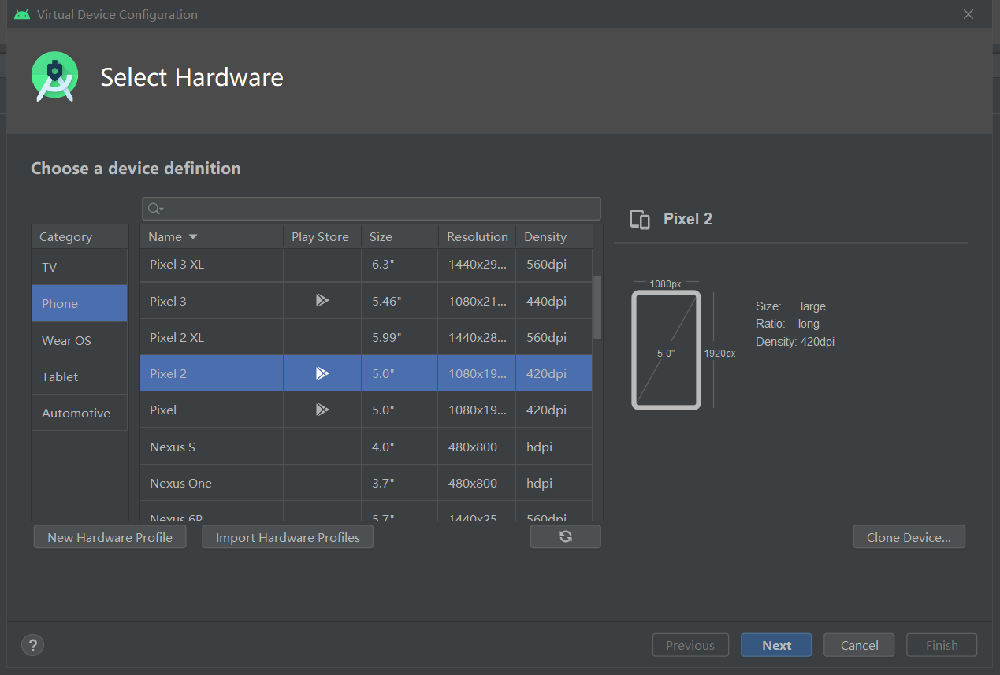 Virtual Device Configuration
Select Hardware
Choose a device definition
Category
TV
Phone
Wear OS
Tablet
Automotive
Name Play Store Size Resolution Density
Pixel 3 XL 6.3" 1440x29... 560dpi
Pixel 3 5.46" 1080x21... 440dpi
Pixel 2 XL 5.99" 1440x28... 560dpi
Pixel 2 5.0" 1080x19... 420dpi
Pixel 5.0" 1080x19... 420dpi
Nexus S 4.0" 480x800 hdpi
Nexus One 3.7" 480x800 hdpi
Nexus 6P 5.7" 1440x25... 560dpi
Pixel 2
1080px
5.0"
1920px
Size: large
Ratio: long
Density: 420dpi
New Hardware Profile Import Hardware Profiles Clone Device...
? Previous Next Cancel Finish